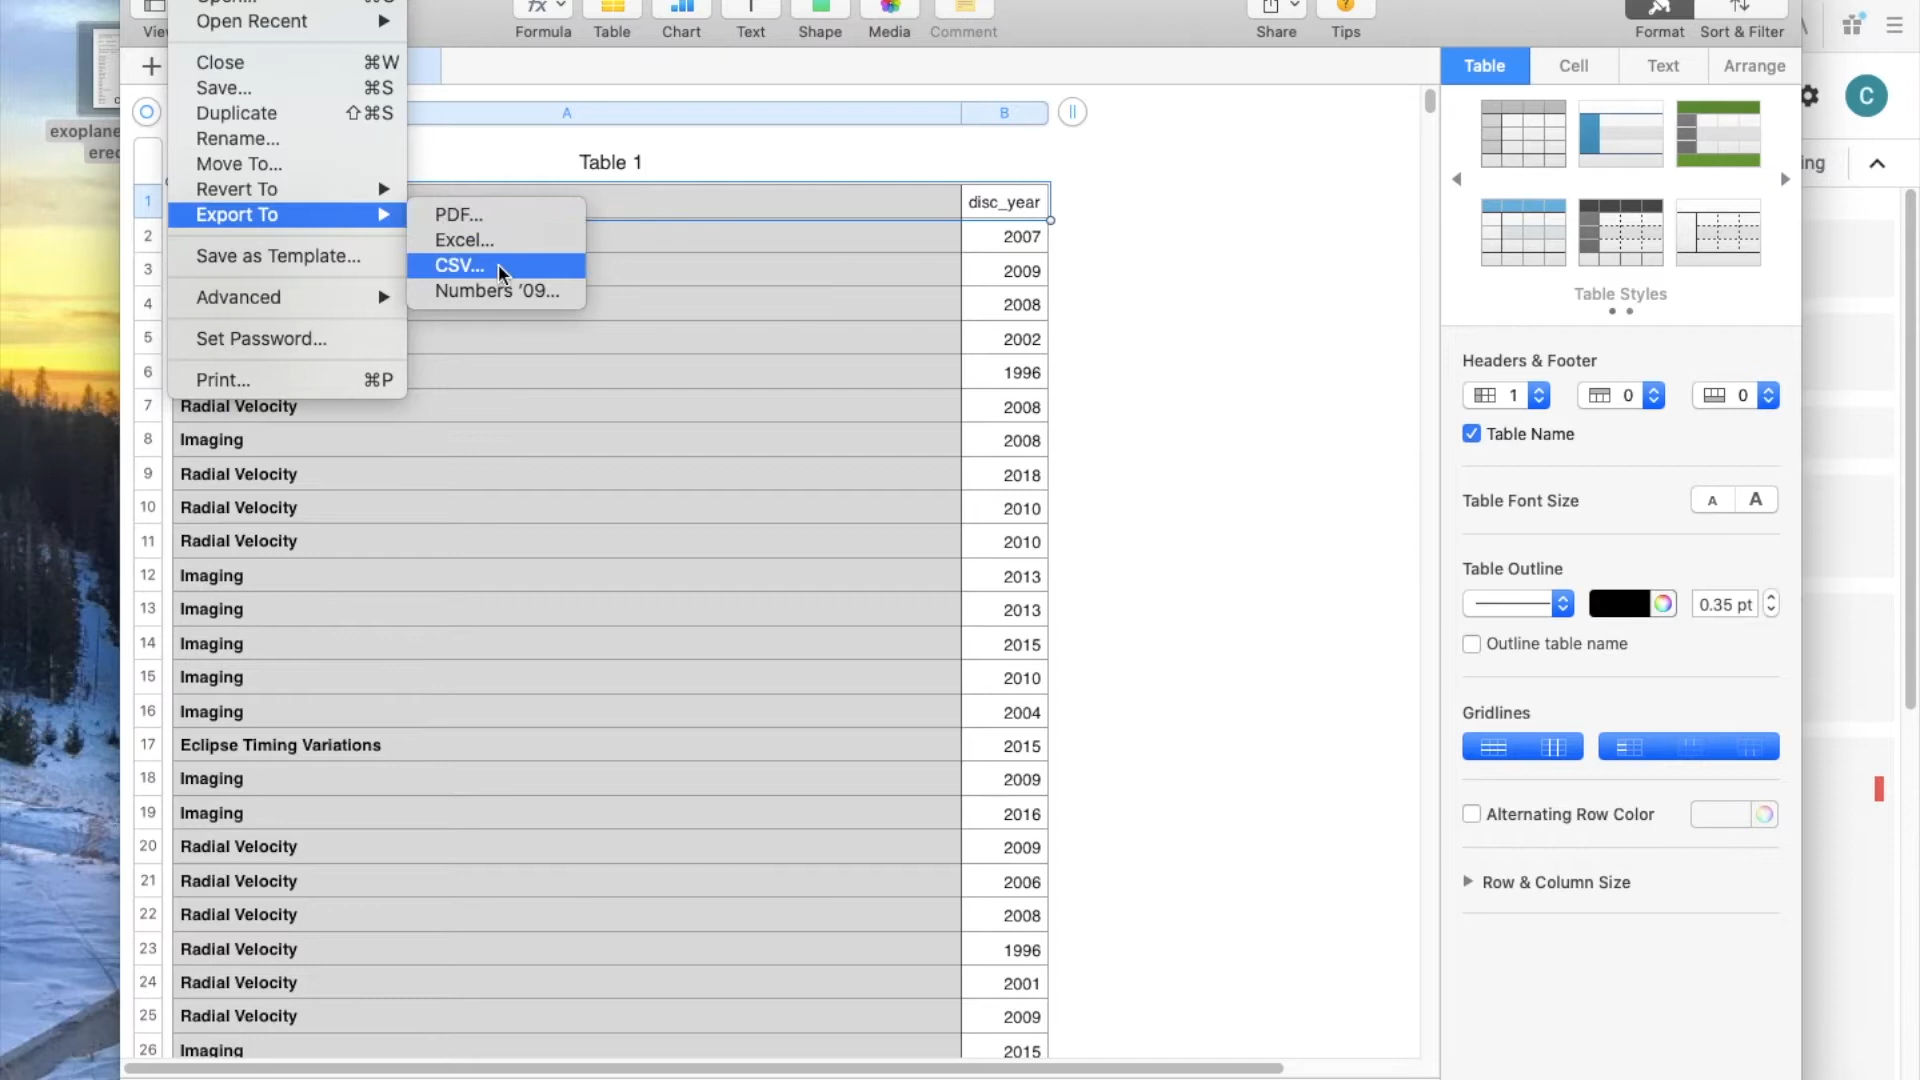 Open Recent
Close ⌘W
Save... ⌘S
Duplicate ⇧⌘S
Rename...
Move To...
Revert To
Export To
Save as Template...
Advanced
Set Password...
Print... ⌘P
PDF...
Excel...
CSV...
Numbers '09...
Formula Table Chart Text Shape Media Comment Share Tips Format Sort & Filter
A B
Table 1
1 disc_year
2 2007
3 2009
4 2008
5 2002
6 1996
7 Radial Velocity 2008
8 Imaging 2008
9 Radial Velocity 2018
10 Radial Velocity 2010
11 Radial Velocity 2010
12 Imaging 2013
13 Imaging 2013
14 Imaging 2015
15 Imaging 2010
16 Imaging 2004
17 Eclipse Timing Variations 2015
18 Imaging 2009
19 Imaging 2016
20 Radial Velocity 2009
21 Radial Velocity 2006
22 Radial Velocity 2008
23 Radial Velocity 1996
24 Radial Velocity 2001
25 Radial Velocity 2009
26 Imaging 2015
Table Cell Text Arrange
Table Styles
Headers & Footer
1 0 0
Table Name
Table Font Size A A
Table Outline
0.35 pt
Outline table name
Gridlines
Alternating Row Color
Row & Column Size
C